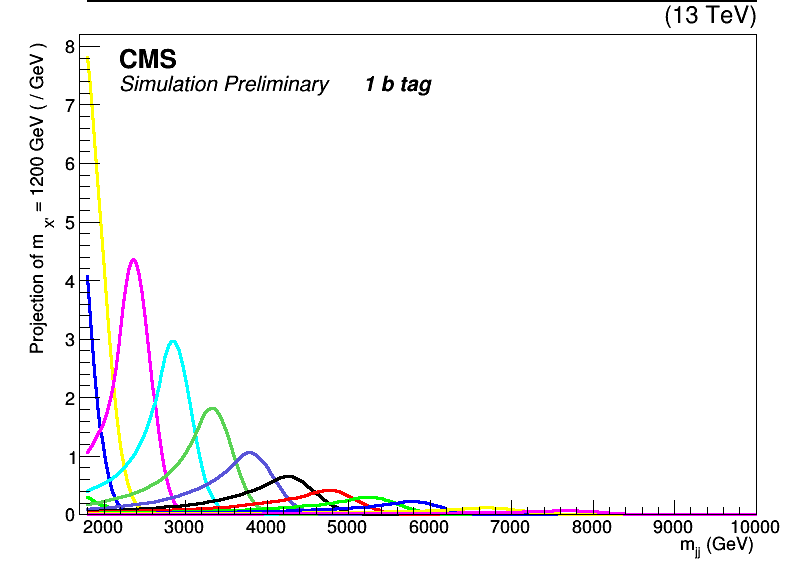 (13 TeV)
CMS
Simulation Preliminary 1 b tag
Projection of m x' = 1200 GeV ( / GeV )
8
7
6
5
4
3
2
1
0
2000 3000 4000 5000 6000 7000 8000 9000 10000
m jj (GeV)